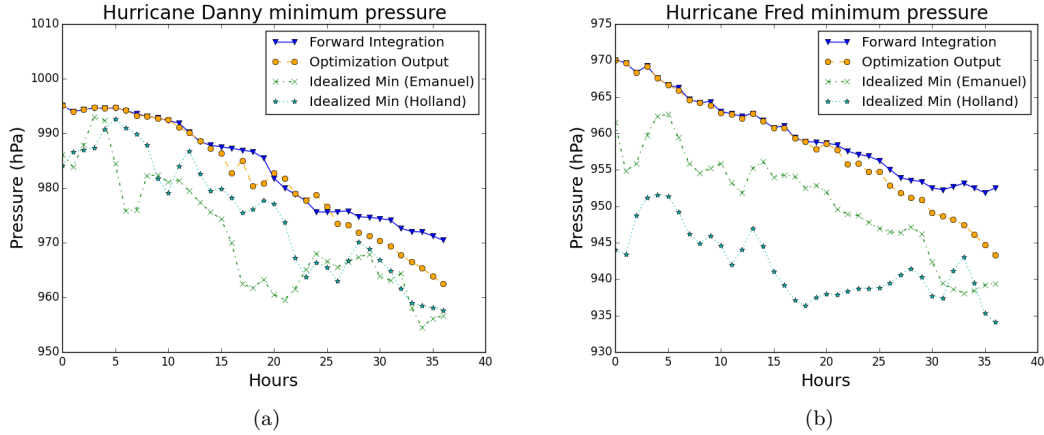 Hurricane Danny minimum pressure
1010
1000
990
980
970
960
950
Pressure (hPa)
0 5 10 15 20 25 30 35 40
Hours
Forward Integration
Optimization Output
Idealized Min (Emanuel)
Idealized Min (Holland)
(a)
Hurricane Fred minimum pressure
975
970
965
960
955
950
945
940
935
930
Pressure (hPa)
0 5 10 15 20 25 30 35 40
Hours
Forward Integration
Optimization Output
Idealized Min (Emanuel)
Idealized Min (Holland)
(b)